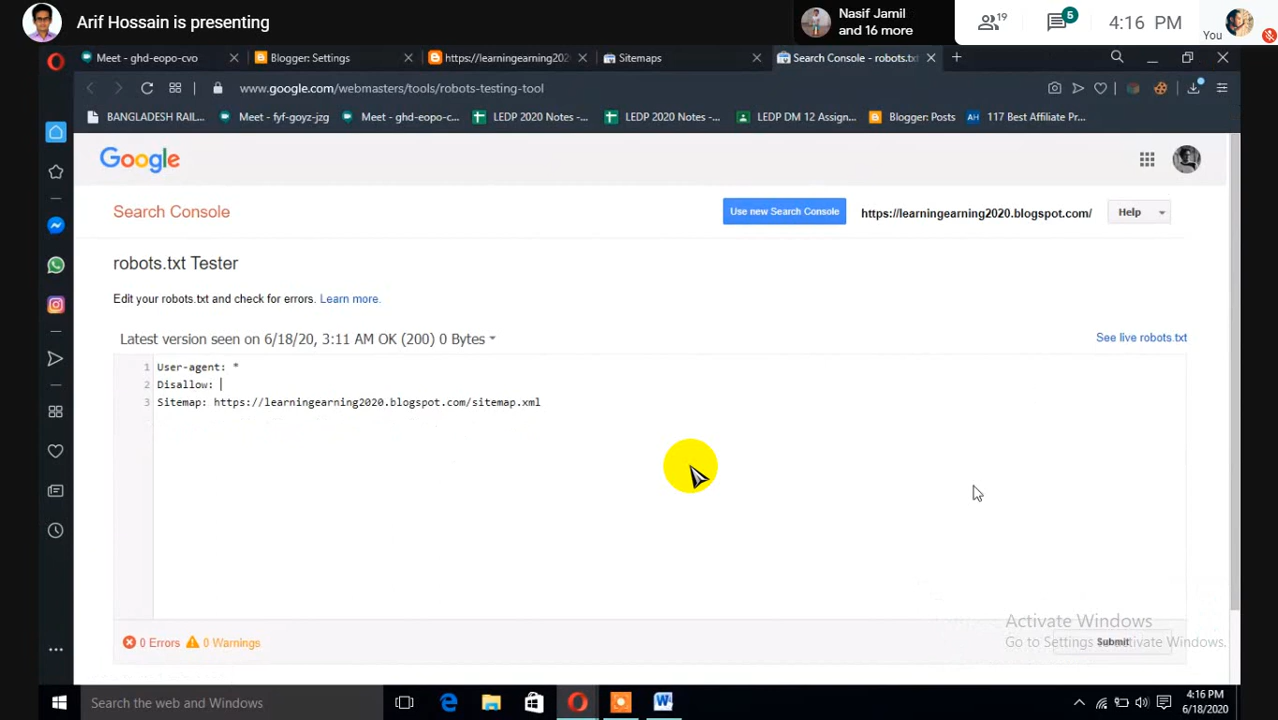 Arif Hossain is presenting
Nasif Jamil
and 16 more
19
5
4:16 PM
You
Meet - ghd-eopo-cvo
Blogger: Settings
https://learningearning202
Sitemaps
Search Console - robots.txt
www.google.com/webmasters/tools/robots-testing-tool
BANGLADESH RAIL...
Meet - fyf-goyz-jzg
Meet - ghd-eopo-c...
LEDP 2020 Notes -...
LEDP 2020 Notes -...
LEDP DM 12 Assign...
Blogger: Posts
AH
117 Best Affiliate Pr...
Google
Search Console
Use new Search Console
https://learningearning2020.blogspot.com/
Help
robots.txt Tester
Edit your robots.txt and check for errors. Learn more.
Latest version seen on 6/18/20, 3:11 AM OK (200) 0 Bytes
See live robots.txt
1 User-agent: *
2 Disallow:
3 Sitemap: https://learningearning2020.blogspot.com/sitemap.xml
0 Errors 0 Warnings
Submit
Activate Windows
Go to Settings to activate Windows.
Search the web and Windows
4:16 PM
6/18/2020